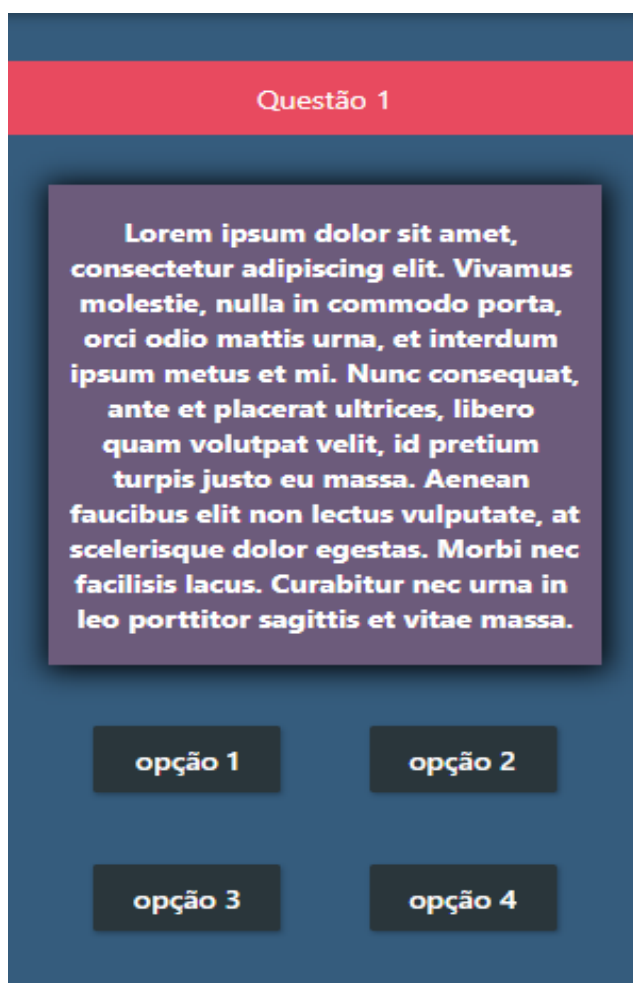 Questão 1
Lorem ipsum dolor sit amet,
consectetur adipiscing elit. Vivamus
molestie, nulla in commodo porta,
orci odio mattis urna, et interdum
ipsum metus et mi. Nunc consequat,
ante et placerat ultrices, libero
quam volutpat velit, id pretium
turpis justo eu massa. Aenean
faucibus elit non lectus vulputate, at
scelerisque dolor egestas. Morbi nec
facilisis lacus. Curabitur nec urna in
leo porttitor sagittis et vitae massa.
opção 1
opção 2
opção 3
opção 4